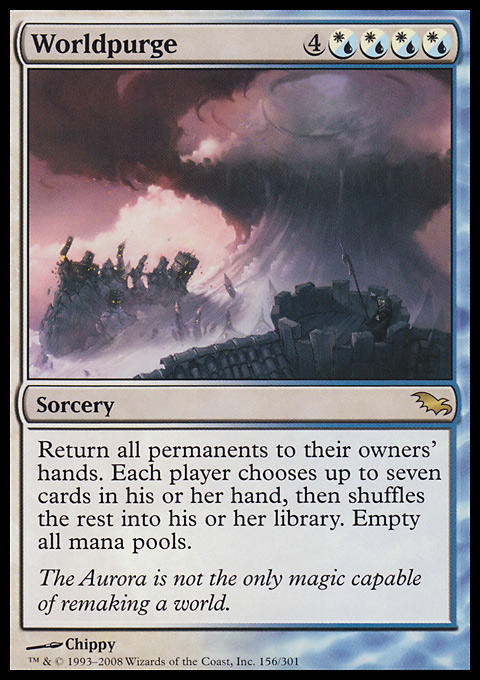 Worldpurge 4
Sorcery
Return all permanents to their owners'
hands. Each player chooses up to seven
cards in his or her hand, then shuffles
the rest into his or her library. Empty
all mana pools.
The Aurora is not the only magic capable
of remaking a world.
Chippy
™ & © 1993–2008 Wizards of the Coast, Inc. 156/301